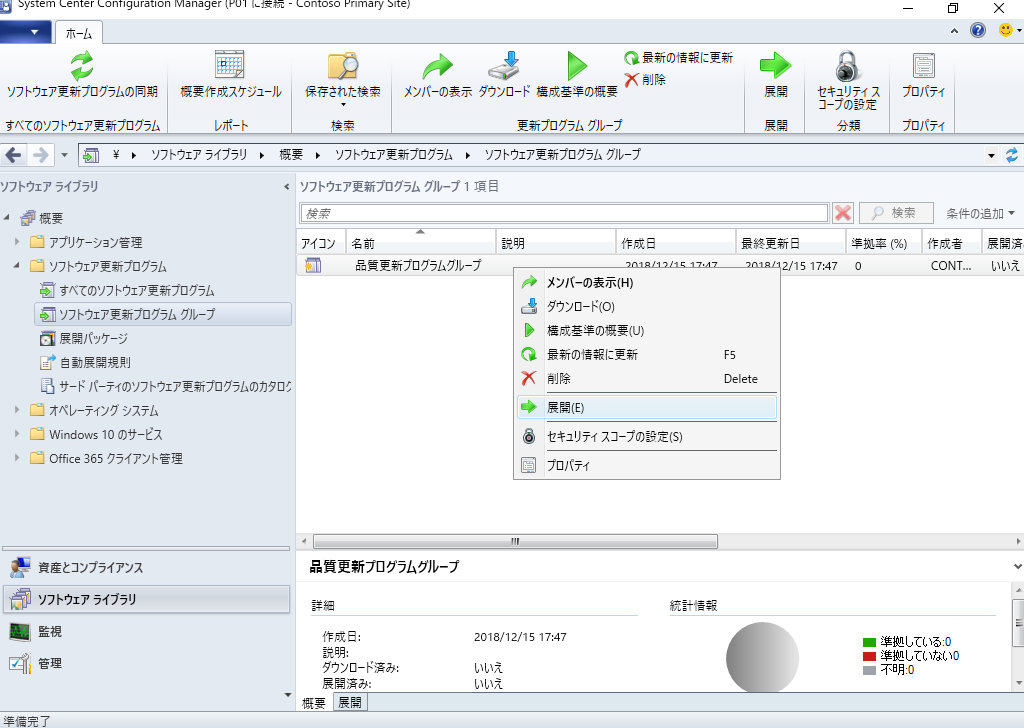 System Center Configuration Manager (P01 に接続 - Contoso Primary Site)
ホーム
ソフトウェア更新プログラムの同期
概要作成スケジュール
保存された検索
メンバーの表示
ダウンロード
構成基準の概要
最新の情報に更新
削除
展開
セキュリティ スコープの設定
プロパティ
すべてのソフトウェア更新プログラム
レポート
検索
更新プログラム グループ
展開
分類
プロパティ
¥ ソフトウェア ライブラリ 概要 ソフトウェア更新プログラム ソフトウェア更新プログラム グループ
ソフトウェア ライブラリ
概要
アプリケーション管理
ソフトウェア更新プログラム
すべてのソフトウェア更新プログラム
ソフトウェア更新プログラム グループ
展開パッケージ
自動展開規則
サード パーティのソフトウェア更新プログラムのカタログ
オペレーティング システム
Windows 10 のサービス
Office 365 クライアント管理
資産とコンプライアンス
ソフトウェア ライブラリ
監視
管理
ソフトウェア更新プログラム グループ 1 項目
検索
検索
条件の追加
アイコン 名前 説明 作成日 最終更新日 準拠率 (%) 作成者 展開済
品質更新プログラムグループ 2018/12/15 17:47 2018/12/15 17:47 0 CONT... いいえ
メンバーの表示(H)
ダウンロード(O)
構成基準の概要(U)
最新の情報に更新 F5
削除 Delete
展開(E)
セキュリティ スコープの設定(S)
プロパティ
品質更新プログラムグループ
詳細
作成日: 2018/12/15 17:47
説明:
ダウンロード済み: いいえ
展開済み: いいえ
統計情報
準拠している:0
準拠していない0
不明:0
概要 展開
準備完了